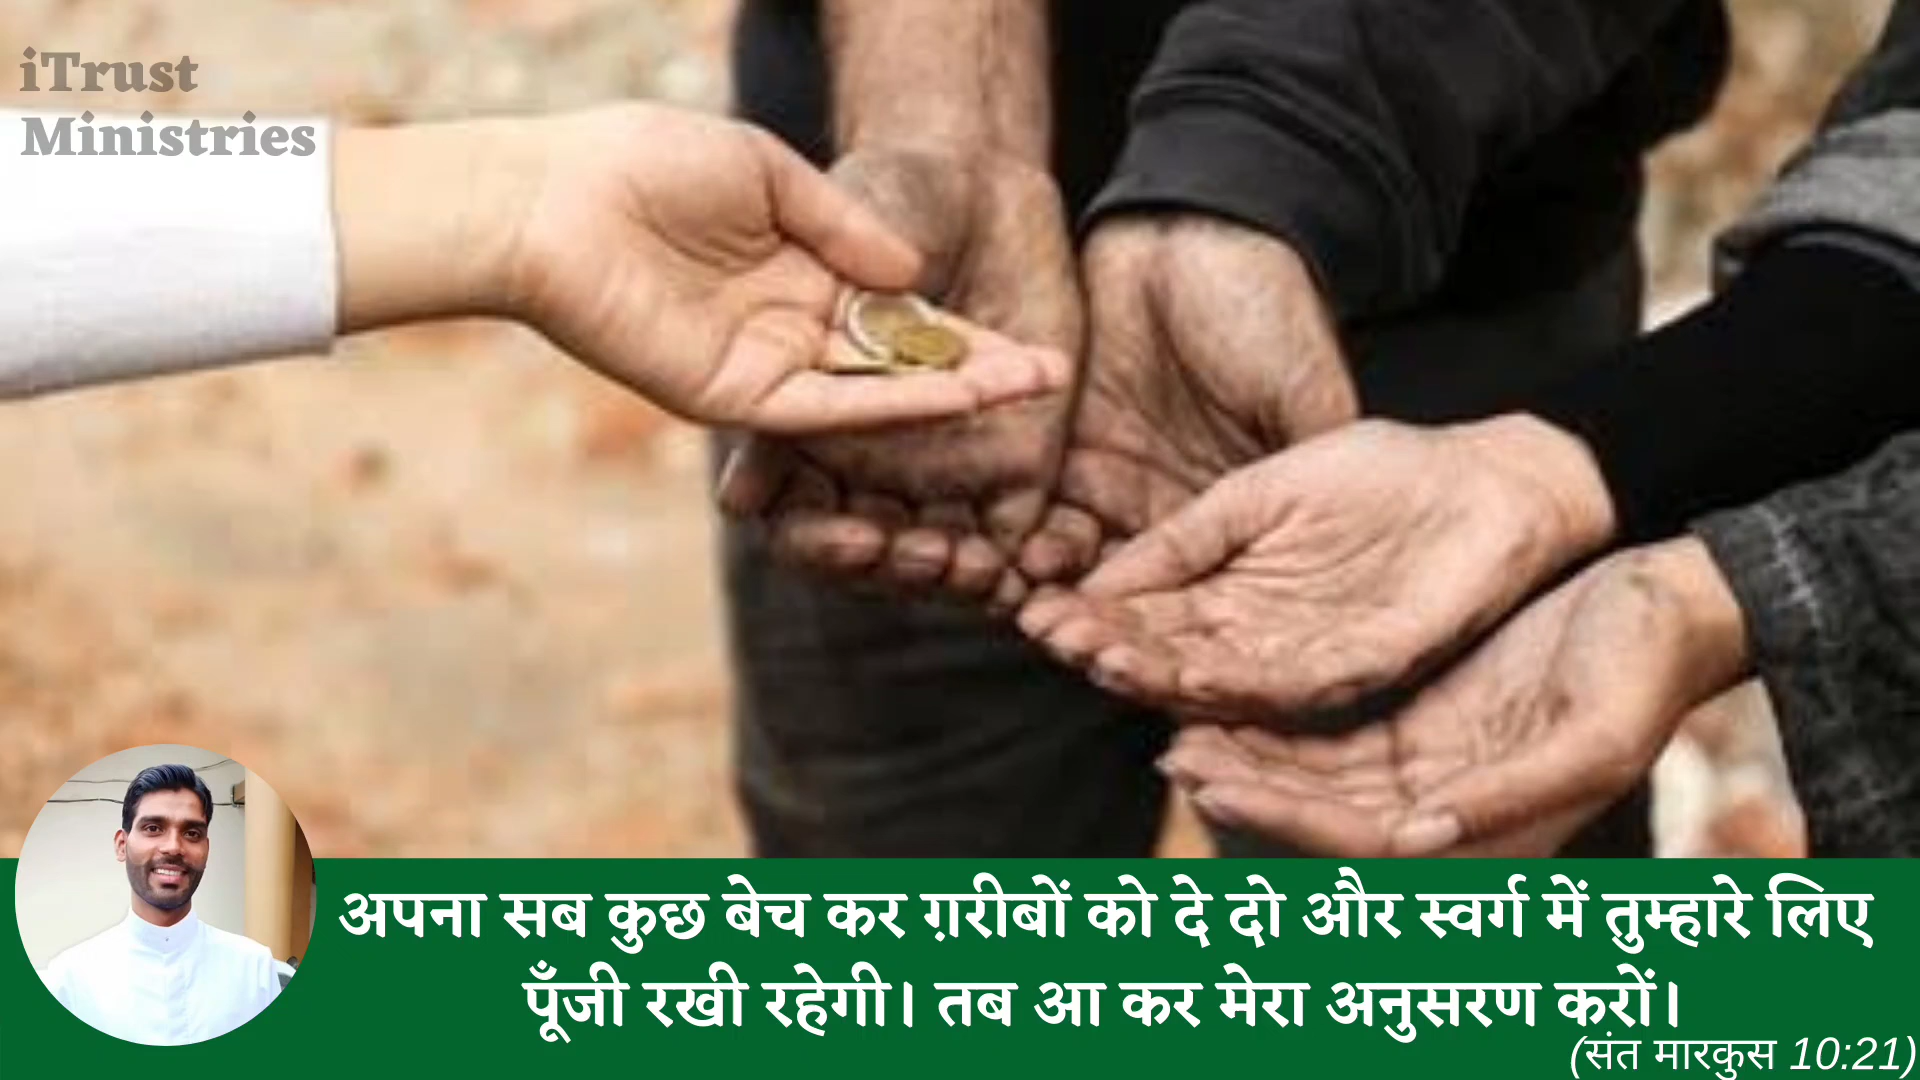 iTrust
Ministries
अपना सब कुछ बेच कर ग़रीबों को दे दो और स्वर्ग में तुम्हारे लिए
पूँजी रखी रहेगी। तब आ कर मेरा अनुसरण करों।
(संत मारकुस 10:21)